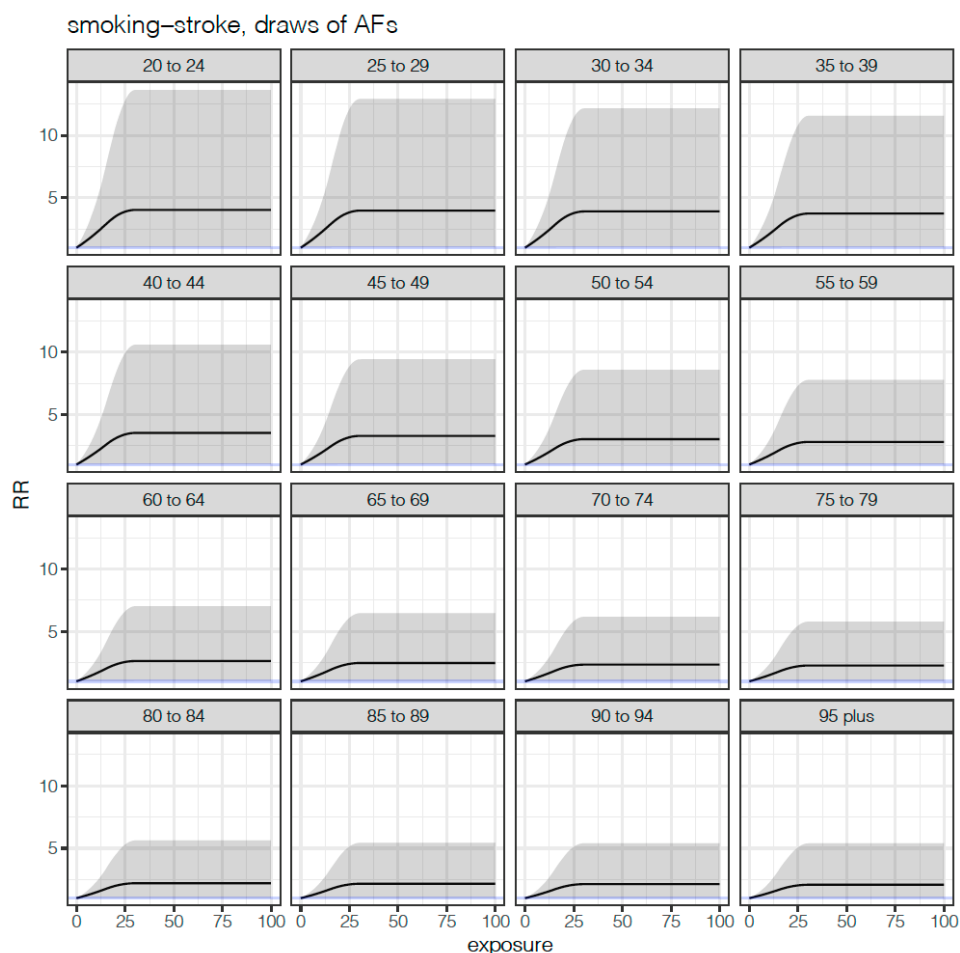 smoking–stroke, draws of AFs
20 to 24
25 to 29
30 to 34
35 to 39
10
5
40 to 44
45 to 49
50 to 54
55 to 59
10
5
RR
60 to 64
65 to 69
70 to 74
75 to 79
10
5
80 to 84
85 to 89
90 to 94
95 plus
10
5
0 25 50 75 100 0 25 50 75 100 0 25 50 75 100 0 25 50 75 100
exposure